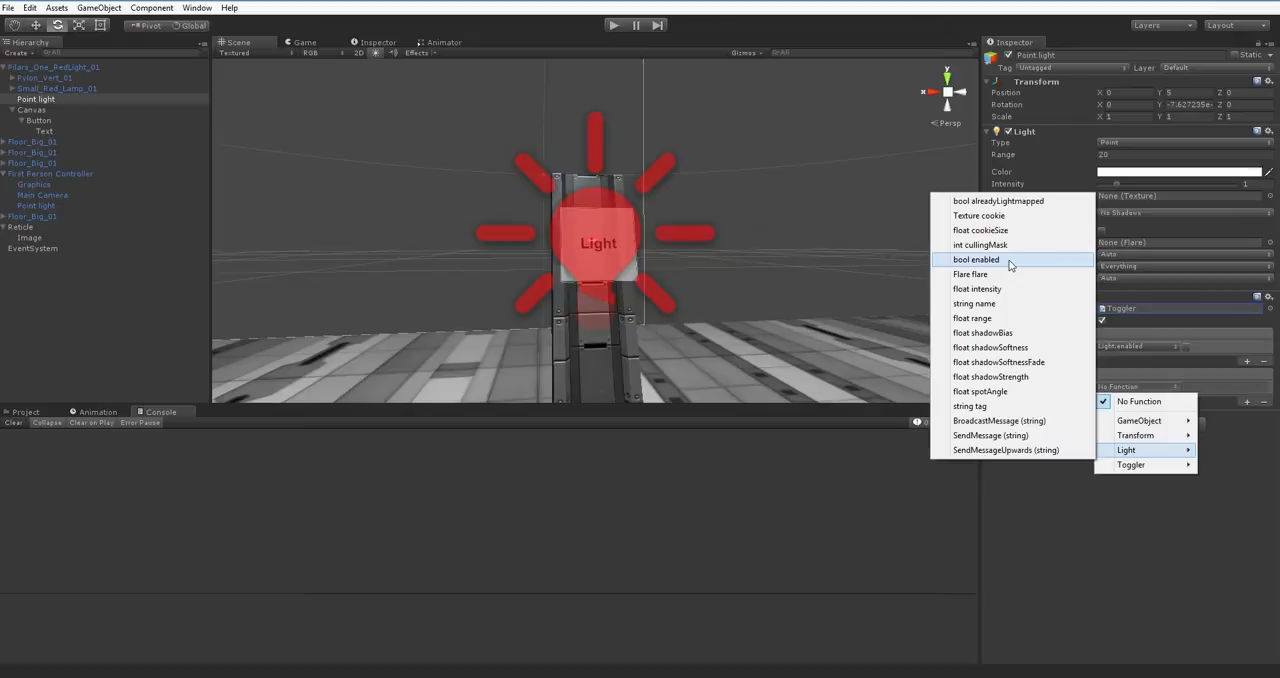 File Edit Assets GameObject Component Window Help
Pivot Global Layers Layout
Hierarchy Scene Game Inspector Animator Inspector
Create All Textured RGB 2D Effects Gizmos All
Point light Static
Tag Untagged Layer Default
Pilars_One_RedLight_01
Pylon_Vert_01
Small_Red_Lamp_01
Point light
Canvas
Button
Text
Floor_Big_01
Floor_Big_01
Floor_Big_01
First Person Controller
Graphics
Main Camera
Point light
Floor_Big_01
Reticle
Image
EventSystem
y
x
Persp
Light
Transform
Position X 0 Y 5 Z 0
Rotation X 0 Y -7.627235e- Z 0
Scale X 1 Y 1 Z 1
Light
Type Point
Range 20
Color
Intensity 1
None (Texture)
No Shadows
None (Flare)
Auto
Everything
Auto
Toggler
Light.enabled
No Function
bool alreadyLightmapped
Texture cookie
float cookieSize
int cullingMask
bool enabled
Flare flare
float intensity
string name
float range
float shadowBias
float shadowSoftness
float shadowSoftnessFade
float shadowStrength
float spotAngle
string tag
BroadcastMessage (string)
SendMessage (string)
SendMessageUpwards (string)
No Function
GameObject
Transform
Light
Toggler
Project Animation Console
Clear Collapse Clear on Play Error Pause